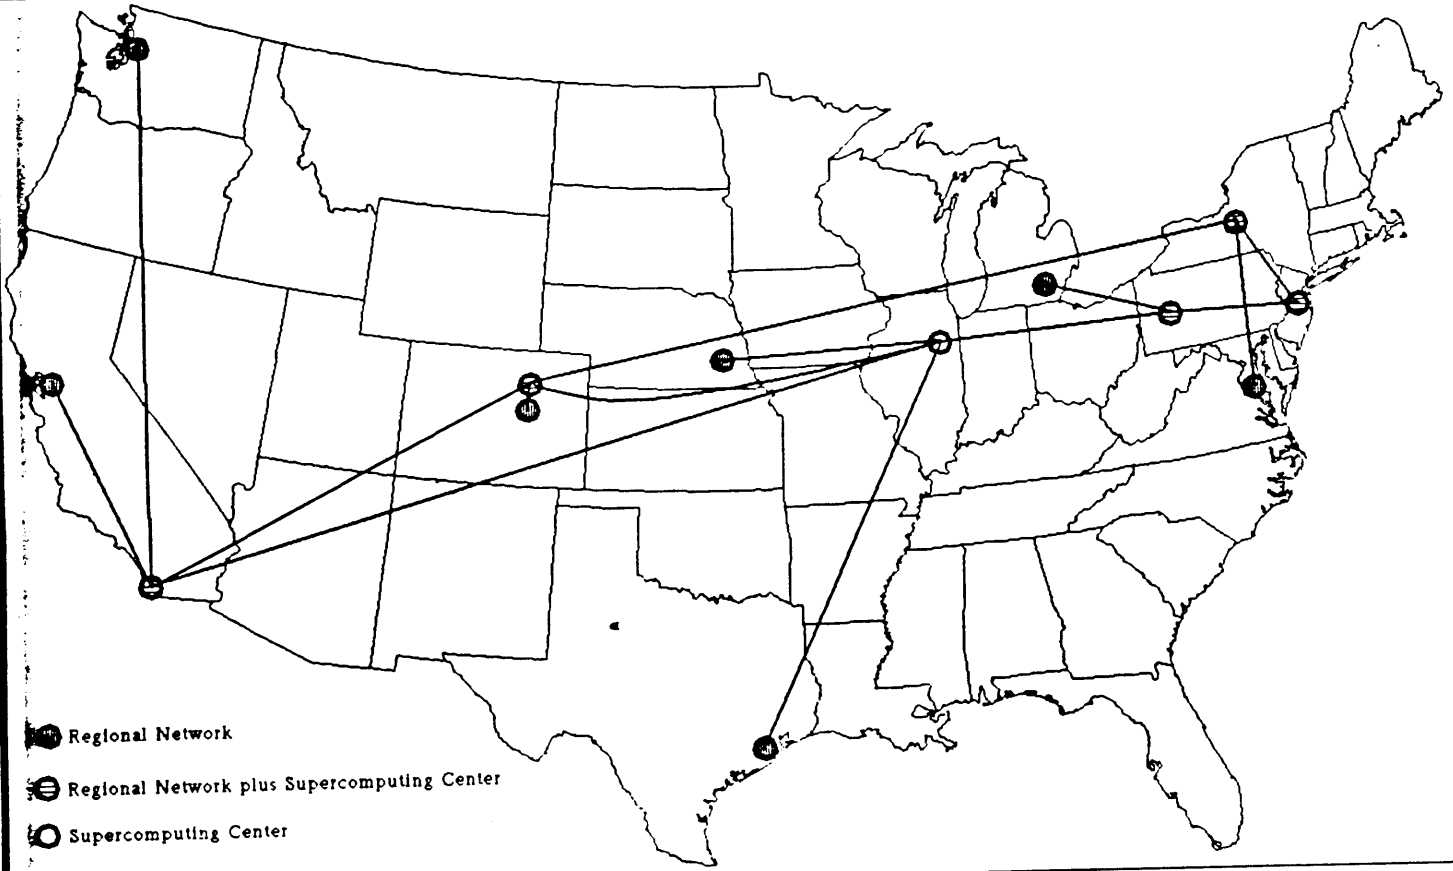 Regional Network
Regional Network plus Supercomputing Center
Supercomputing Center